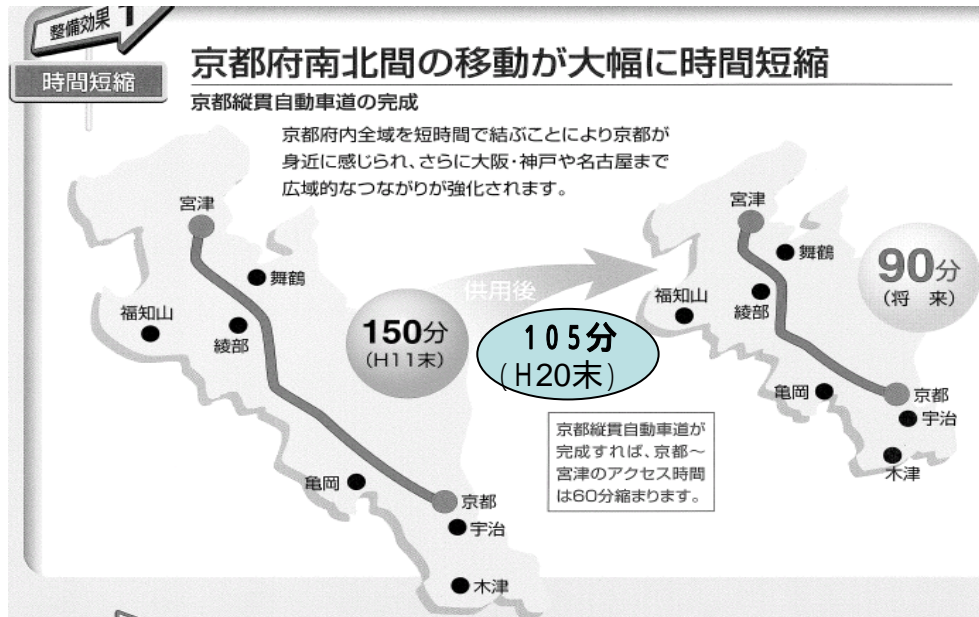 整備効果 1
時間短縮
京都府南北間の移動が大幅に時間短縮
京都縦貫自動車道の完成
京都府内全域を短時間で結ぶことにより京都が
身近に感じられ、さらに大阪・神戸や名古屋まで
広域的なつながりが強化されます。
宮津
舞鶴
福知山
綾部
亀岡
京都
宇治
木津
150分
(H11末)
供用後
105分
(H20末)
宮津
舞鶴
福知山
綾部
亀岡
京都
宇治
木津
90分
(将 来)
京都縦貫自動車道が
完成すれば、京都〜
宮津のアクセス時間
は60分縮まります。